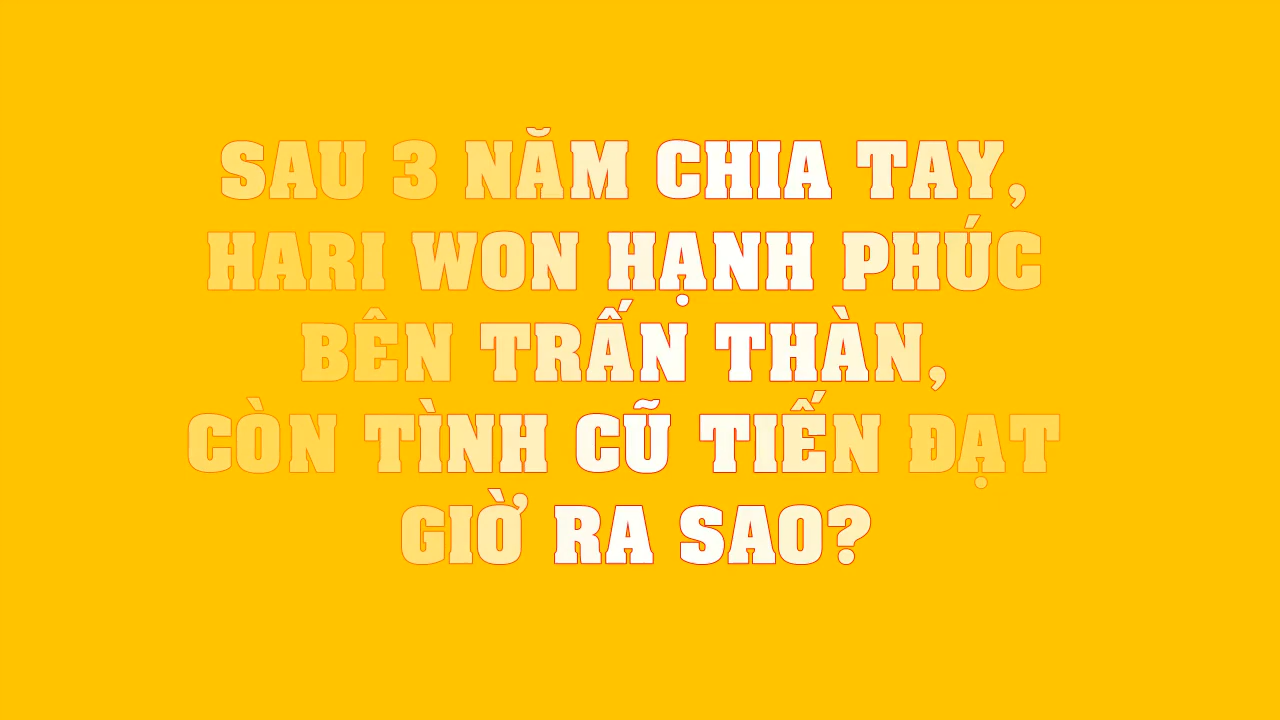 SAU 3 NĂM CHIA TAY,
HARI WON HẠNH PHÚC
BÊN TRẤN THÀN,
CÒN TÌNH CŨ TIẾN ĐẠT
GIỜ RA SAO?